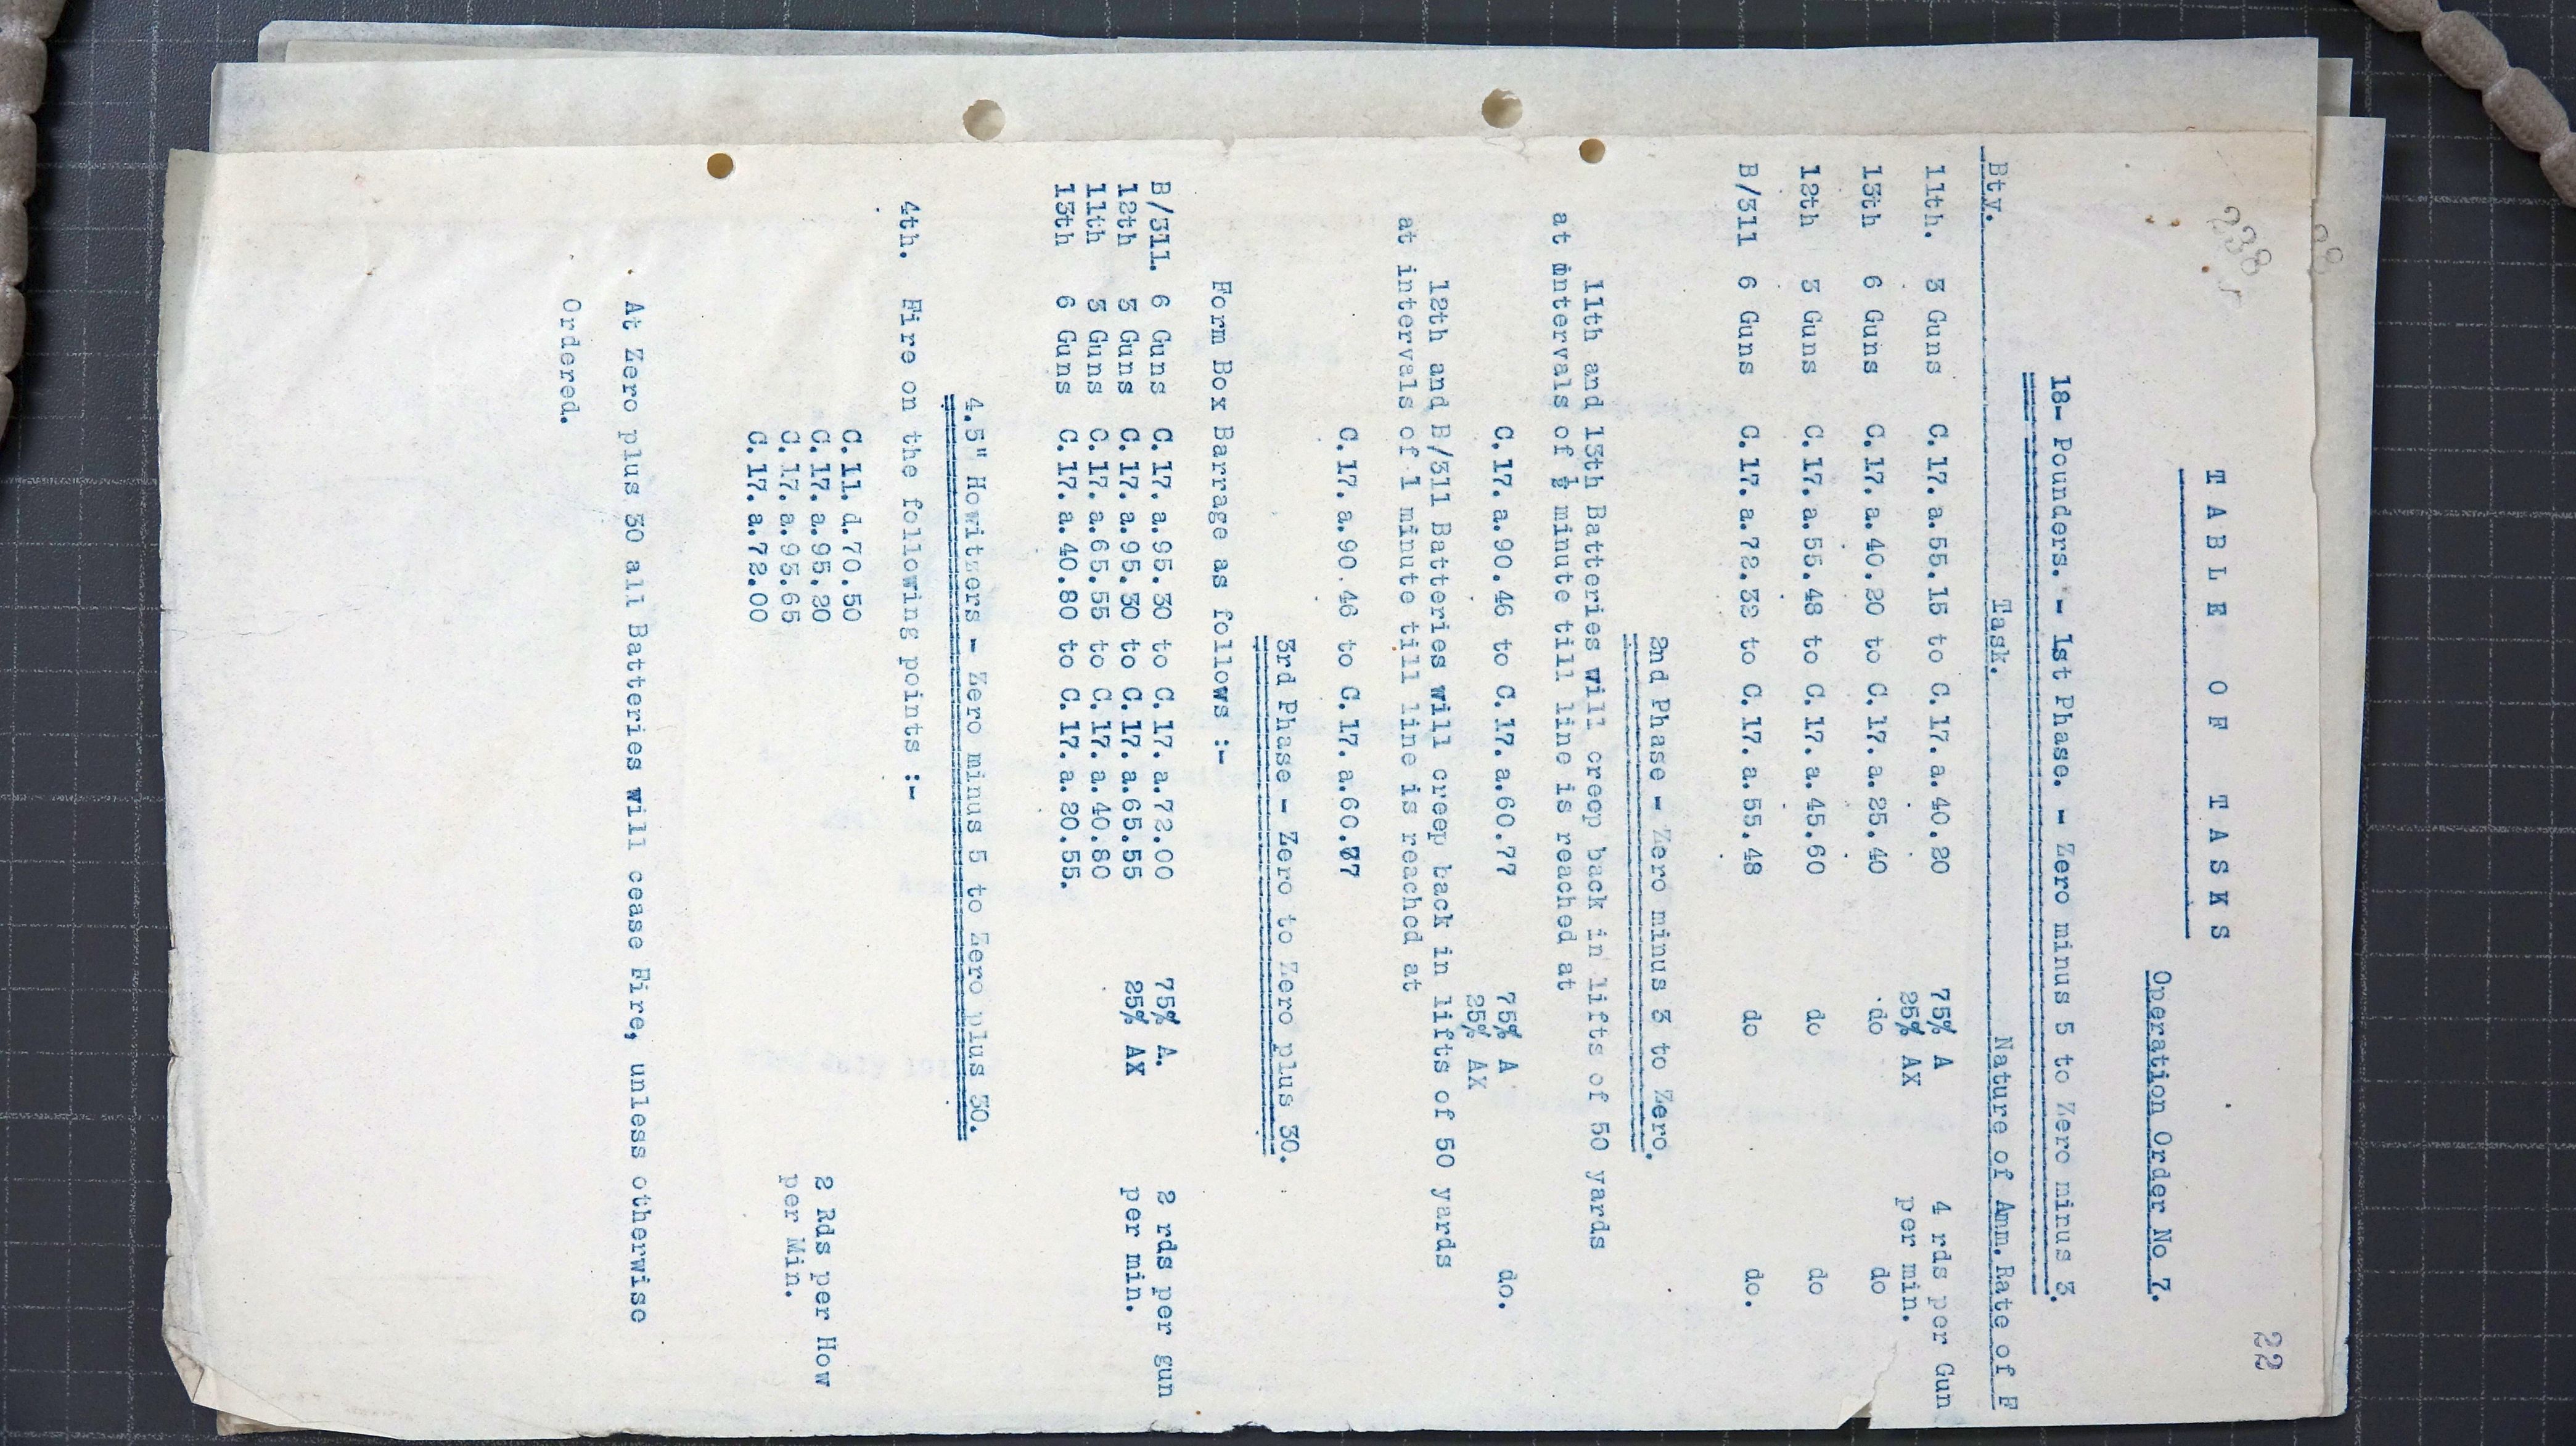 22
238
T A B L E   O F   T A S K S
Operation Order No 7.
18- Pounders. - 1st Phase. - Zero minus 5 to Zero minus 3.
Bty. Task. Nature of Amm. Rate of F
11th. 3 Guns C.17.a.55.15 to C.17.a.40.20 75% A 4 rds per Gun
25% AX per min.
13th 6 Guns C.17.a.40.20 to C.17.a.25.40 do do
12th 3 Guns C.17.a.55.48 to C.17.a.45.60 do do
B/311 6 Guns C.17.a.72.32 to C.17.a.55.48 do do.
2nd Phase - Zero minus 3 to Zero.
11th and 13th Batteries will creep back in lifts of 50 yards
at intervals of ½ minute till line is reached at
C.17.a.90.46 to C.17.a.60.77 75% A do.
25% AX
12th and B/311 Batteries will creep back in lifts of 50 yards
at intervals of 1 minute till line is reached at
C.17.a.90.46 to C.17.a.60.77
3rd Phase - Zero to Zero plus 30.
Form Box Barrage as follows :-
B/311. 6 Guns C.17.a.95.30 to C.17.a.72.00 75% A. 2 rds per gun
12th 3 Guns C.17.a.95.30 to C.17.a.65.55 25% AX per min.
11th 3 Guns C.17.a.65.55 to C.17.a.40.80
13th 6 Guns C.17.a.40.80 to C.17.a.20.55.
4.5" Howitzers - Zero minus 5 to Zero plus 30.
4th. Fire on the following points :-
C.11.d.70.50
C.17.a.95.20 2 Rds per How
C.17.a.95.65 per Min.
C.17.a.72.00
At Zero plus 30 all Batteries will cease Fire, unless otherwise
Ordered.